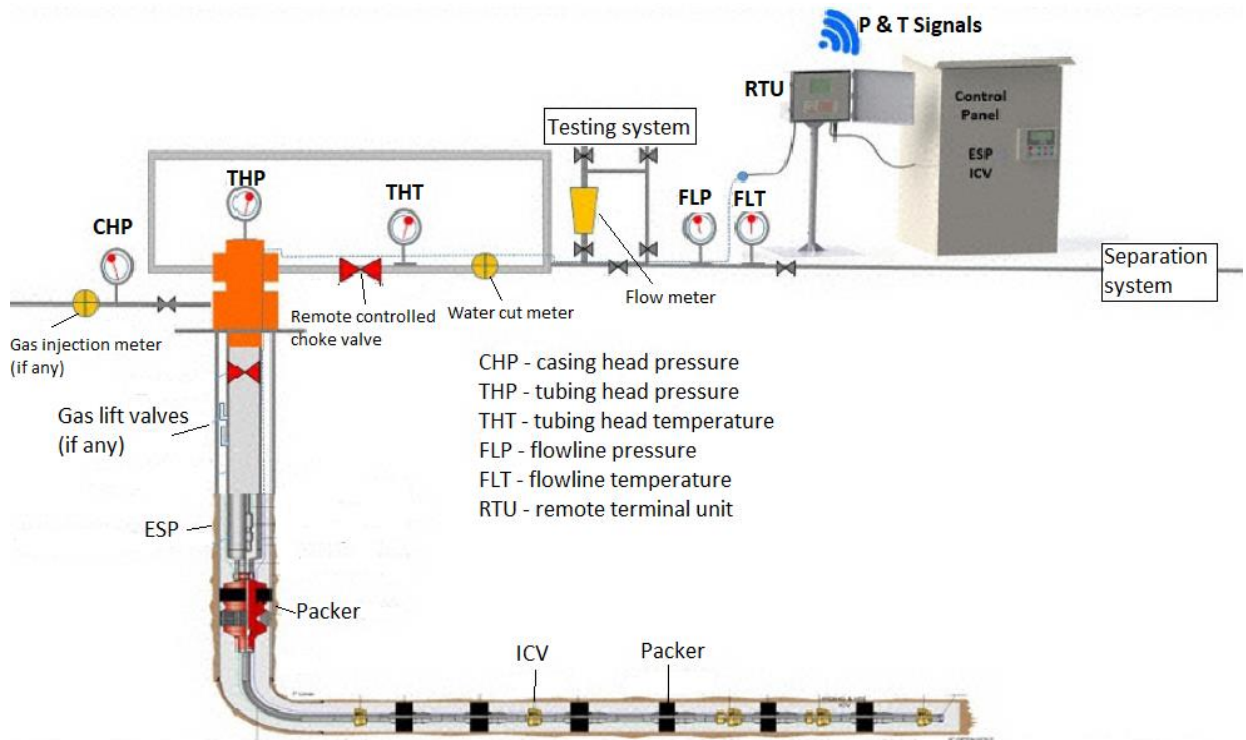 P & T Signals
RTU
Control
Panel
ESP
ICV
Testing system
THP
THT
CHP
FLP
FLT
Separation
system
Flow meter
Remote controlled
choke valve
Water cut meter
Gas injection meter
(if any)
CHP - casing head pressure
THP - tubing head pressure
THT - tubing head temperature
FLP - flowline pressure
FLT - flowline temperature
RTU - remote terminal unit
Gas lift valves
(if any)
ESP
Packer
ICV
Packer
ICV